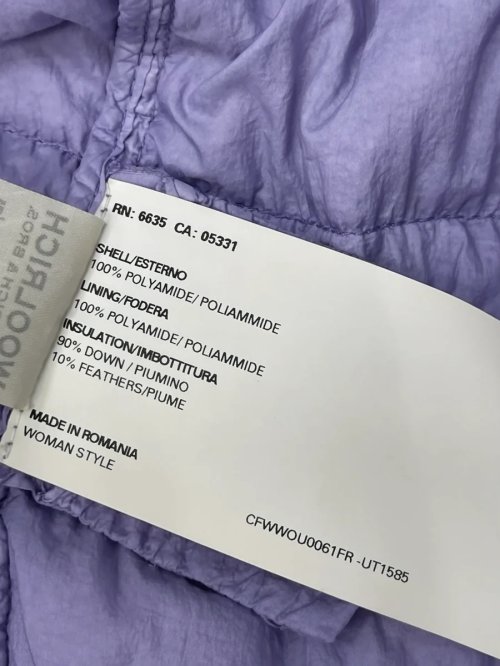 RN: 6635 CA: 05331
SHELL/ESTERNO
100% POLYAMIDE/ POLIAMMIDE
LINING/FODERA
100% POLYAMIDE/ POLIAMMIDE
INSULATION/IMBOTTITURA
90% DOWN / PIUMINO
10% FEATHERS/PIUME
MADE IN ROMANIA
WOMAN STYLE
CFWWOU0061FR -UT1585
WOOLRICH
& BROS.